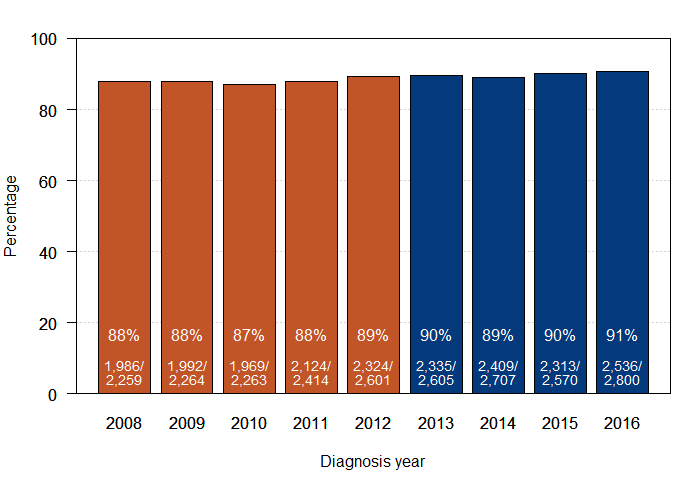 100
80
60
40
20
0
Percentage
88% 88% 87% 88% 89% 90% 89% 90% 91%
1,986/ 1,992/ 1,969/ 2,124/ 2,324/ 2,335/ 2,409/ 2,313/ 2,536/
2,259 2,264 2,263 2,414 2,601 2,605 2,707 2,570 2,800
2008 2009 2010 2011 2012 2013 2014 2015 2016
Diagnosis year